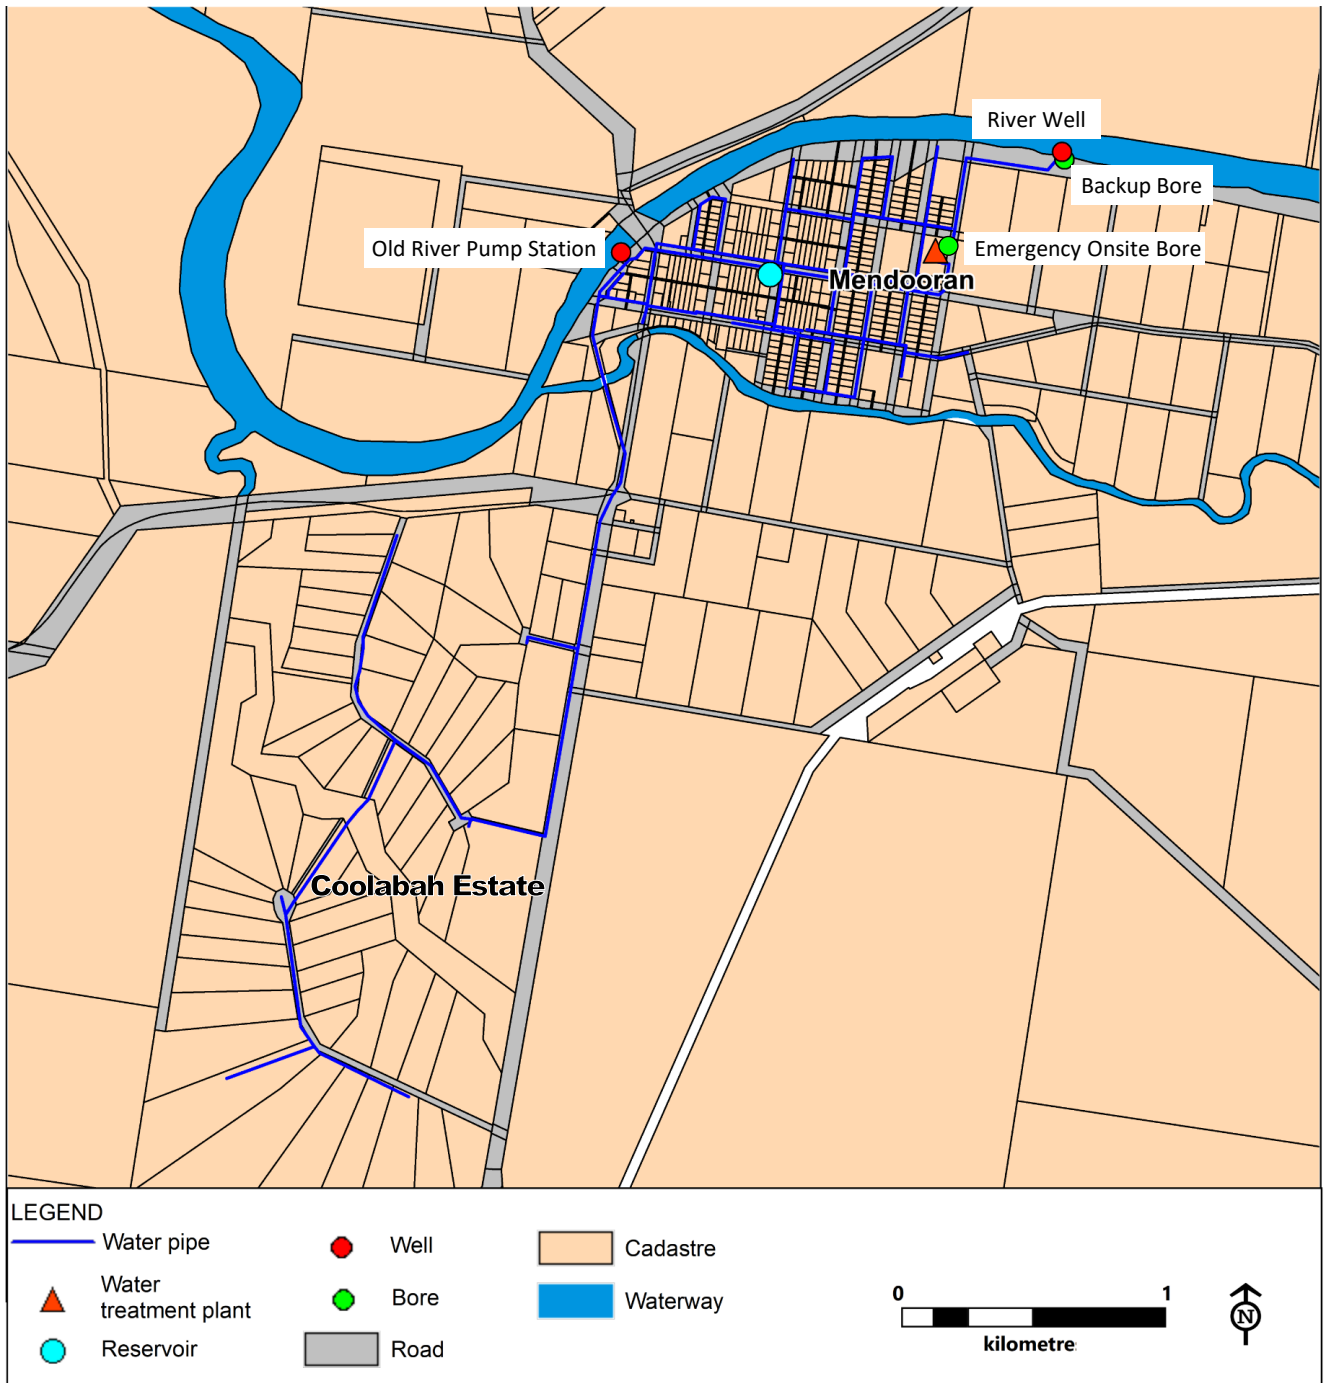 River Well
Backup Bore
Old River Pump Station
Emergency Onsite Bore
Mendooran
Coolabah Estate
LEGEND
Water pipe
Water
treatment plant
Reservoir
Well
Bore
Road
Cadastre
Waterway
0 1
kilometre
N